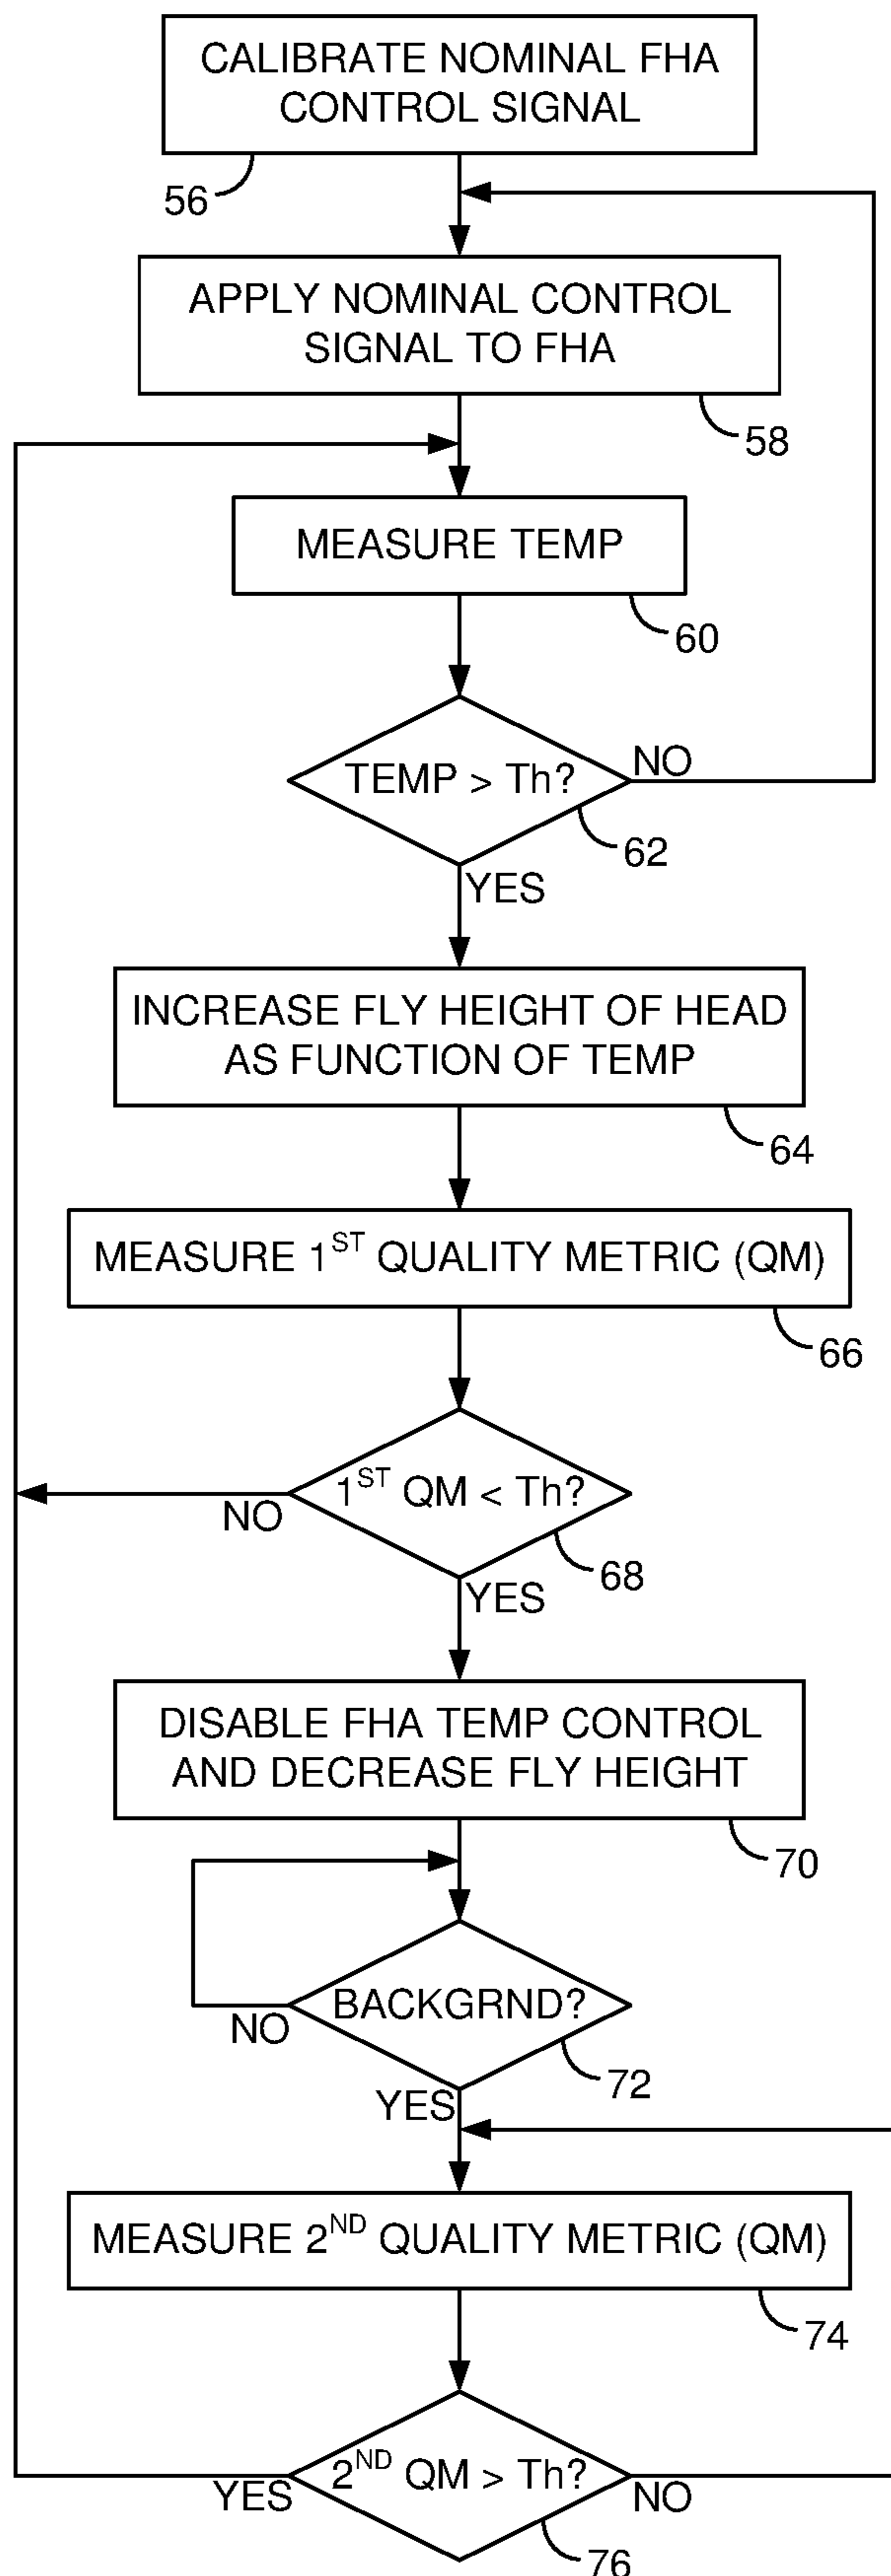 CALIBRATE NOMINAL FHA
CONTROL SIGNAL
56
APPLY NOMINAL CONTROL
SIGNAL TO FHA
58
MEASURE TEMP
60
TEMP > Th?
NO
62
YES
INCREASE FLY HEIGHT OF HEAD
AS FUNCTION OF TEMP
64
MEASURE 1ST QUALITY METRIC (QM)
66
1ST QM < Th?
NO
68
YES
DISABLE FHA TEMP CONTROL
AND DECREASE FLY HEIGHT
70
BACKGRND?
NO
72
YES
MEASURE 2ND QUALITY METRIC (QM)
74
2ND QM > Th?
YES
NO
76